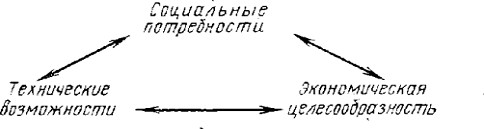 Социальные
потребности
Технические
возможности
Экономическая
целесообразность